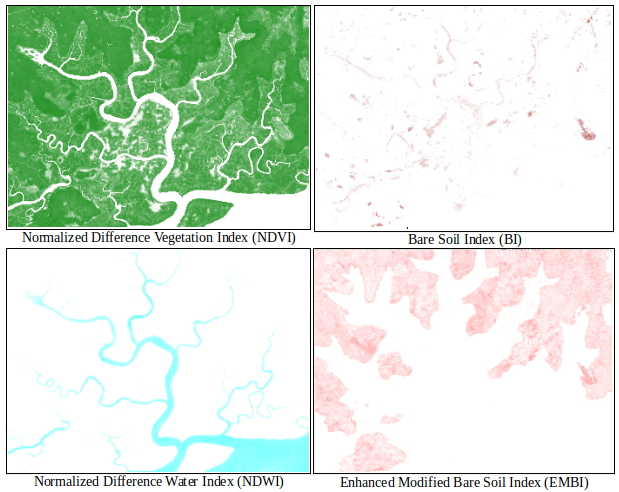 Normalized Difference Vegetation Index (NDVI)
Bare Soil Index (BI)
Normalized Difference Water Index (NDWI)
Enhanced Modified Bare Soil Index (EMBI)